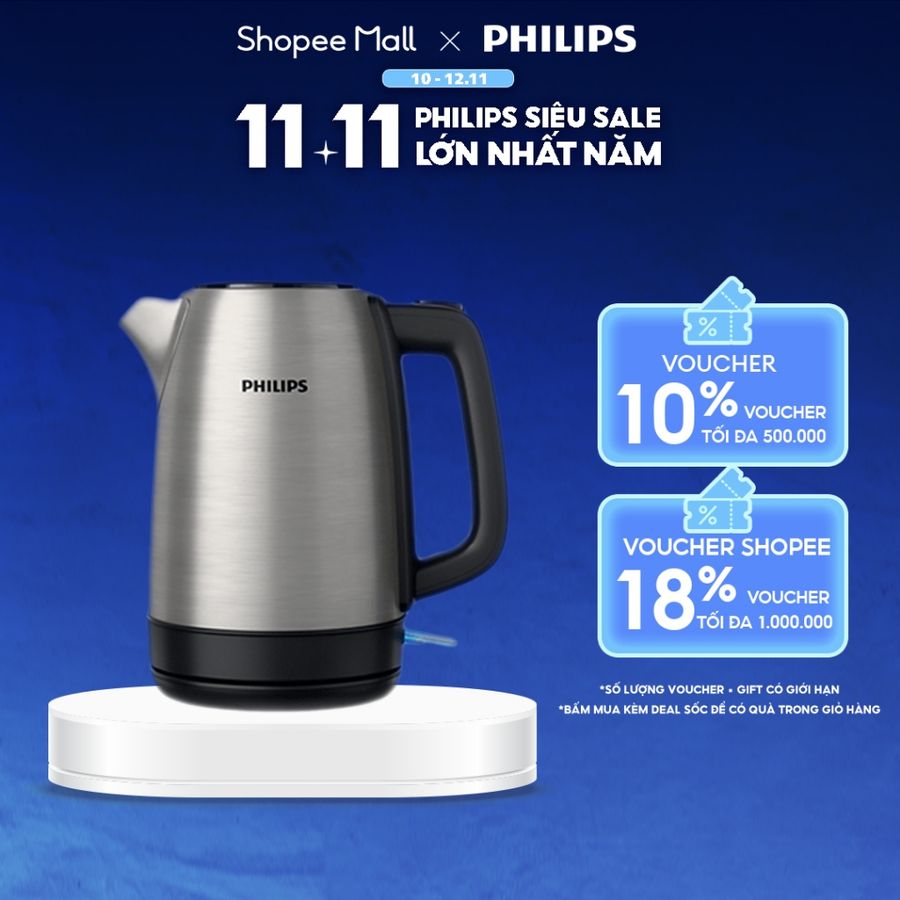 Shopee Mall × PHILIPS
10 - 12.11
11+11 PHILIPS SIÊU SALE
LỚN NHẤT NĂM
PHILIPS
VOUCHER
10% VOUCHER
TỐI ĐA 500.000
VOUCHER SHOPEE
18% VOUCHER
TỐI ĐA 1.000.000
*SỐ LƯỢNG VOUCHER + GIFT CÓ GIỚI HẠN
*BẤM MUA KÈM DEAL SỐC ĐỂ CÓ QUÀ TRONG GIỎ HÀNG